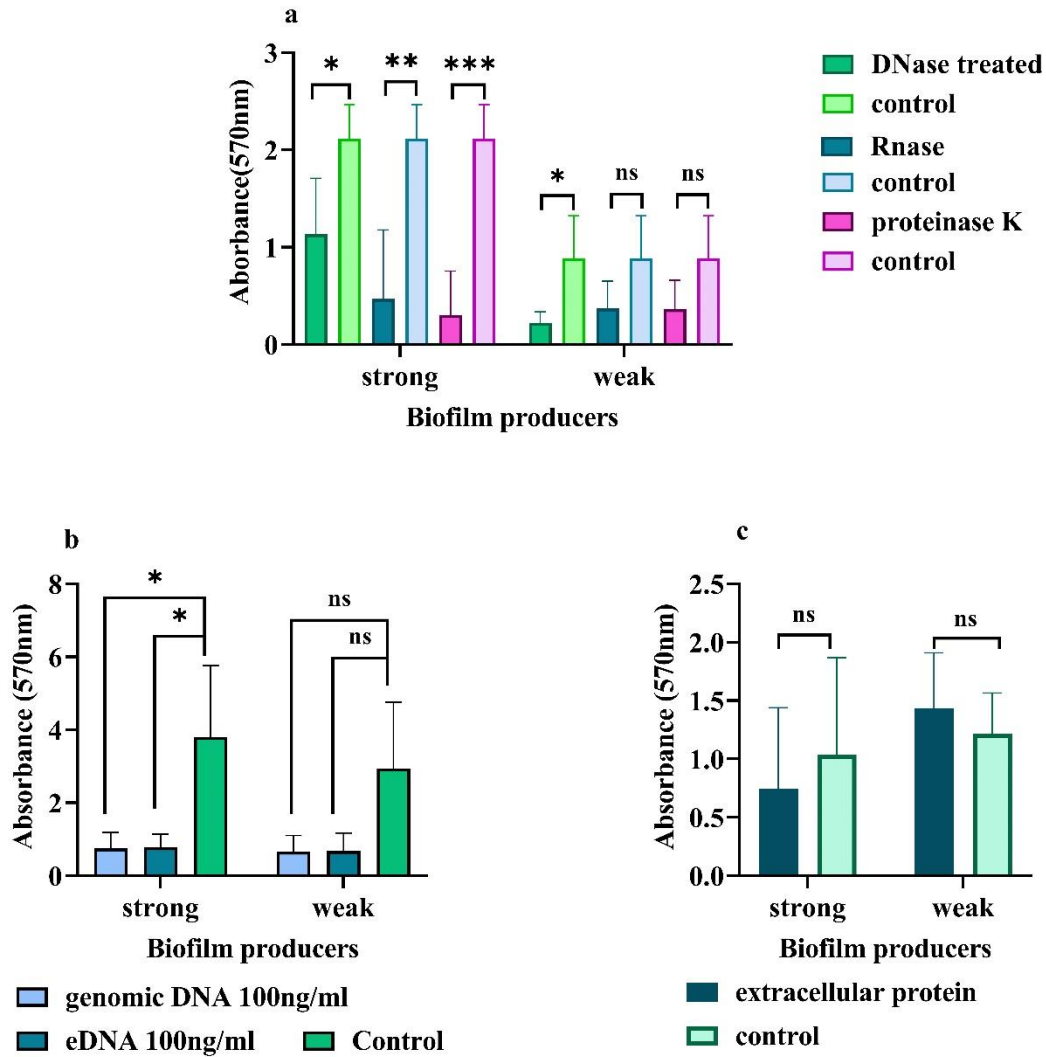 a
* ** ***
* ns ns
3
2
1
0
Aborbance(570nm)
strong weak
Biofilm producers
DNase treated
control
Rnase
control
proteinase K
control
b
* ns
* ns
8
6
4
2
0
Absorbance (570nm)
strong weak
Biofilm producers
genomic DNA 100ng/ml
eDNA 100ng/ml Control
c
ns ns
2.5
2.0
1.5
1.0
0.5
0.0
Absorbance (570nm)
strong weak
Biofilm producers
extracellular protein
control